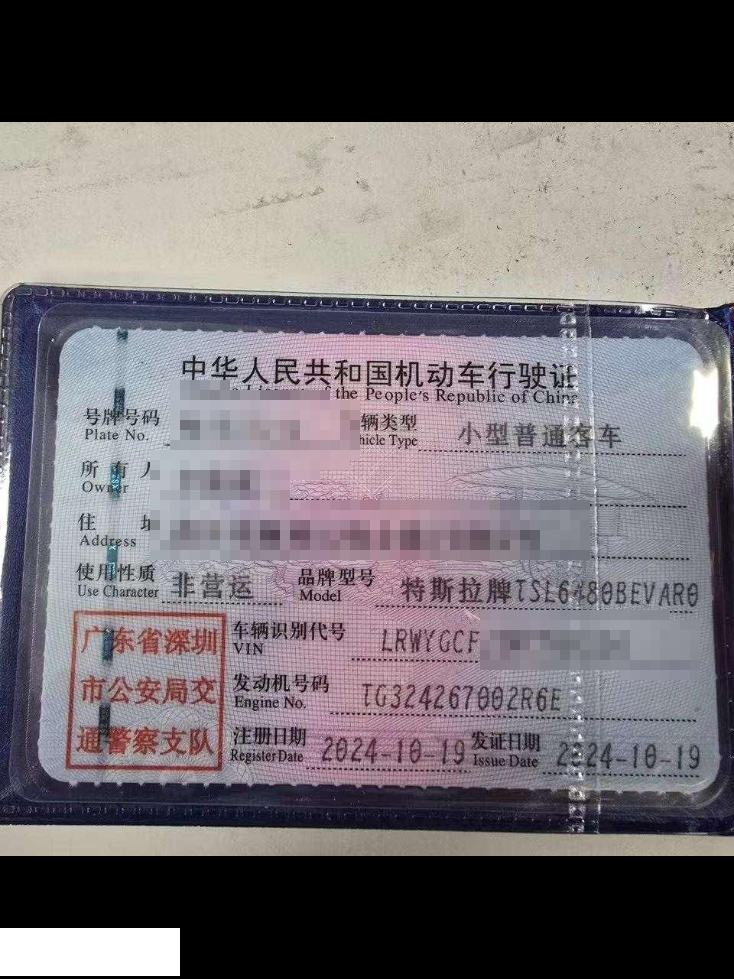 中华人民共和国机动车行驶证
the People's Republic of China
号牌号码 辆类型 小型普通客车
Plate No. hicle Type
所有人
Owner
住址
Address
使用性质 非营运 品牌型号 特斯拉牌TSL6480BEVAR0
Use Character Model
广东省深圳
市公安局交
通警察支队
车辆识别代号 LRWYGCF
VIN
发动机号码 TG324267002R6E
Engine No.
注册日期 2024-10-19 发证日期 2024-10-19
Register Date Issue Date